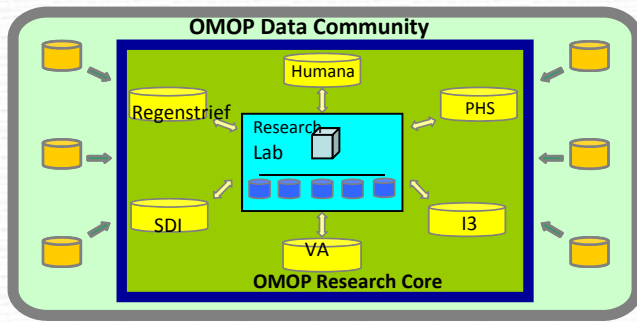 OMOP Data Community
Humana
Regenstrief
PHS
Research
Lab
SDI
I3
VA
OMOP Research Core